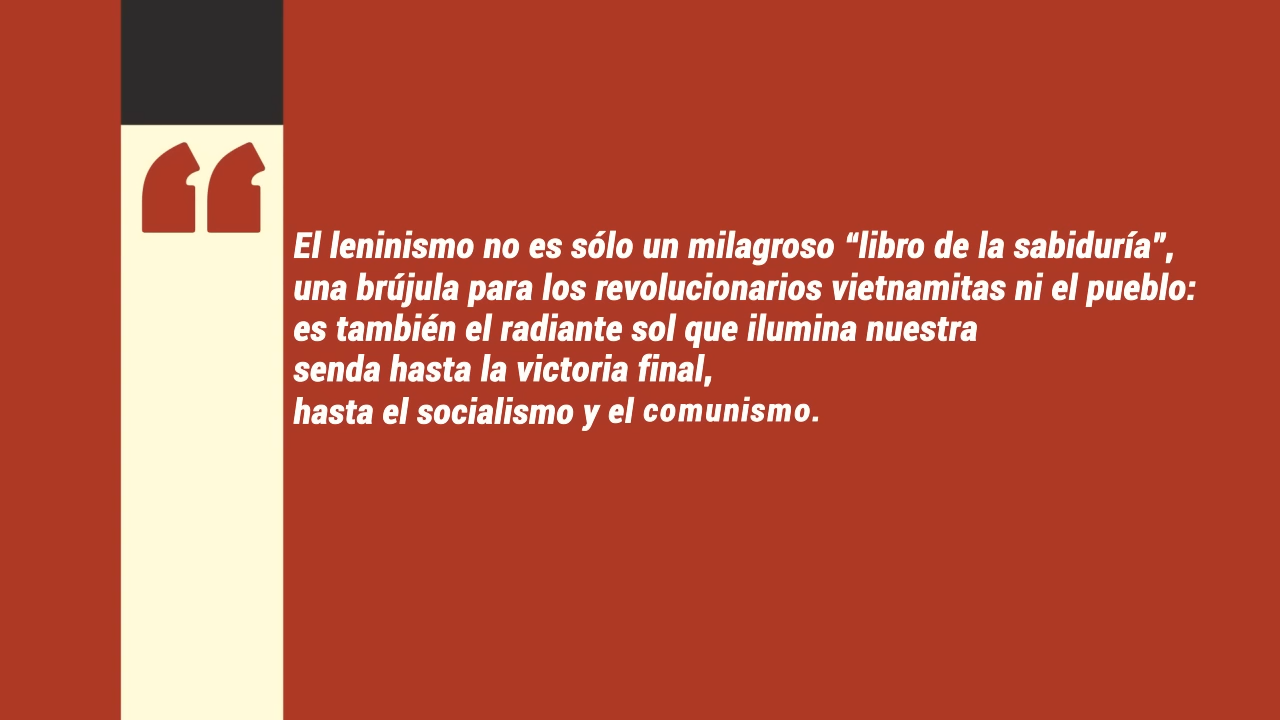 El leninismo no es sólo un milagroso “libro de la sabiduría”,
una brújula para los revolucionarios vietnamitas ni el pueblo:
es también el radiante sol que ilumina nuestra
senda hasta la victoria final,
hasta el socialismo y el comunismo.